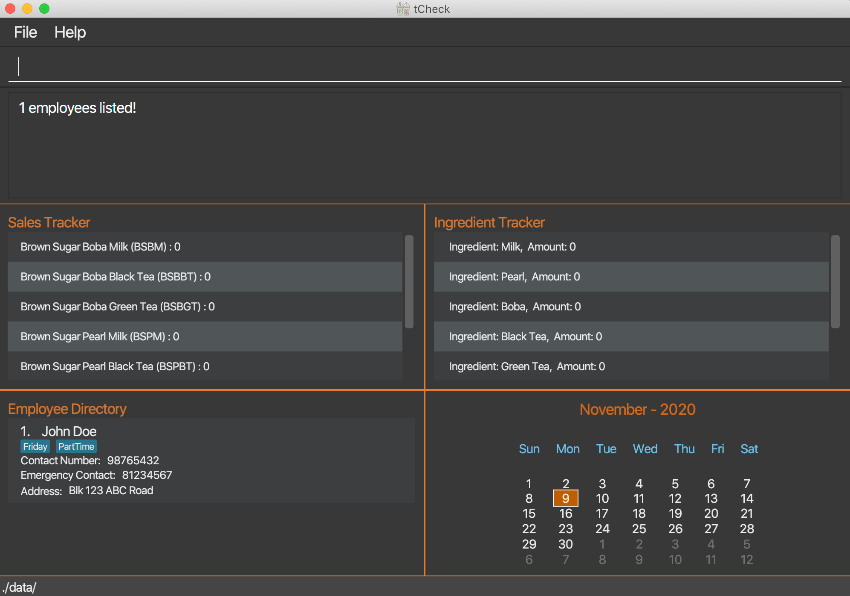 tCheck
File Help
1 employees listed!
Sales Tracker
Brown Sugar Boba Milk (BSBM) : 0
Brown Sugar Boba Black Tea (BSBBT) : 0
Brown Sugar Boba Green Tea (BSBGT) : 0
Brown Sugar Pearl Milk (BSPM) : 0
Brown Sugar Pearl Black Tea (BSPBT) : 0
Ingredient Tracker
Ingredient: Milk, Amount: 0
Ingredient: Pearl, Amount: 0
Ingredient: Boba, Amount: 0
Ingredient: Black Tea, Amount: 0
Ingredient: Green Tea, Amount: 0
Employee Directory
1. John Doe
Friday PartTime
Contact Number: 98765432
Emergency Contact: 81234567
Address: Blk 123 ABC Road
November - 2020
Sun Mon Tue Wed Thu Fri Sat
1 2 3 4 5 6 7
8 9 10 11 12 13 14
15 16 17 18 19 20 21
22 23 24 25 26 27 28
29 30 1 2 3 4 5
6 7 8 9 10 11 12
./data/